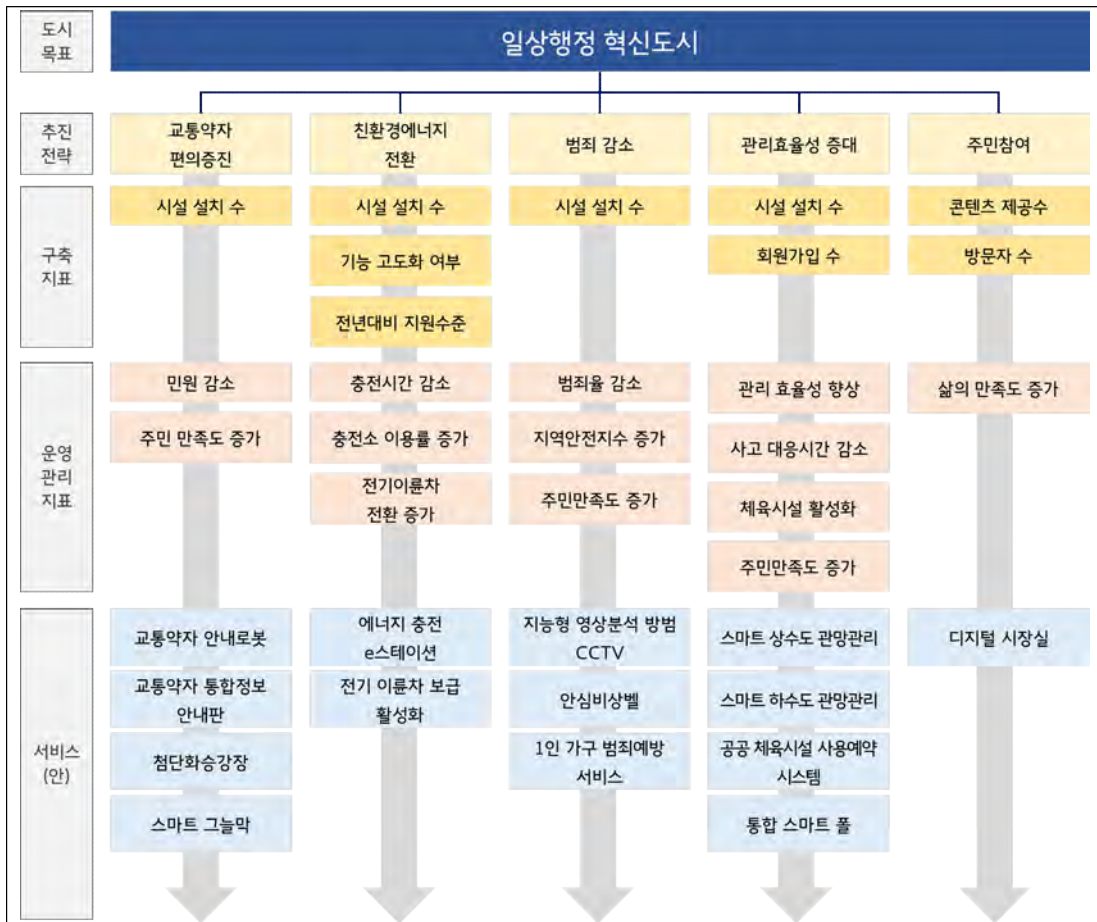 도시
목표
일상행정 혁신도시
추진
전략
교통약자
편의증진
친환경에너지
전환
범죄 감소
관리효율성 증대
주민참여
구축
지표
시설 설치 수
시설 설치 수
시설 설치 수
시설 설치 수
콘텐츠 제공수
기능 고도화 여부
회원가입 수
방문자 수
전년대비 지원수준
운영
관리
지표
민원 감소
충전시간 감소
범죄율 감소
관리 효율성 향상
삶의 만족도 증가
주민 만족도 증가
충전소 이용률 증가
지역안전지수 증가
사고 대응시간 감소
전기이륜차
전환 증가
주민만족도 증가
체육시설 활성화
주민만족도 증가
서비스
(안)
교통약자 안내로봇
에너지 충전
e스테이션
지능형 영상분석 방범
CCTV
스마트 상수도 관망관리
디지털 시장실
교통약자 통합정보
안내판
전기 이륜차 보급
활성화
안심비상벨
스마트 하수도 관망관리
첨단화승강장
1인 가구 범죄예방
서비스
공공 체육시설 사용예약
시스템
스마트 그늘막
통합 스마트 폴